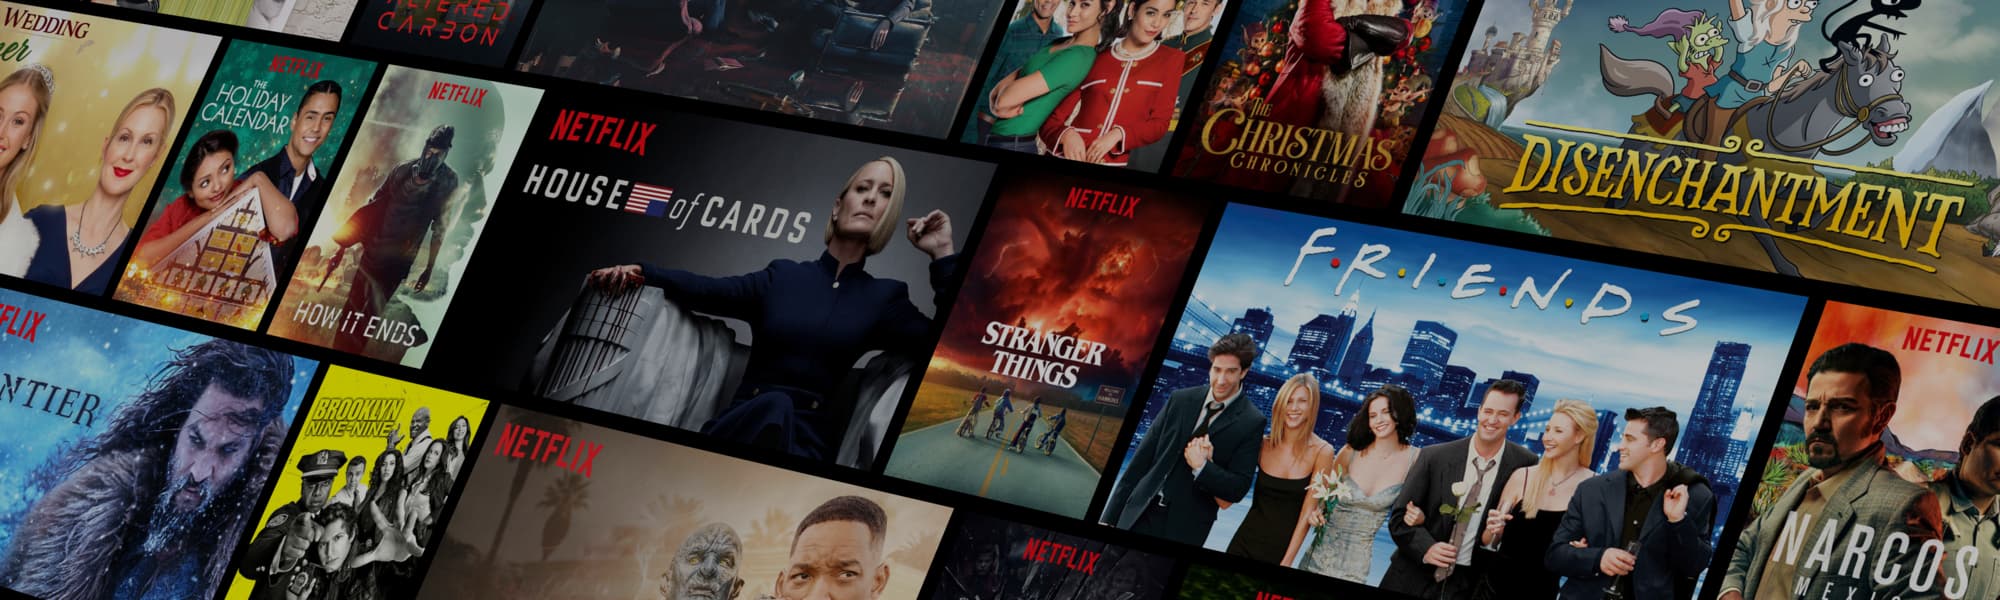 WEDDING
ALTERED
CARBON
THE
CHRISTMAS
CHRONICLES
DISENCHANTMENT
NETFLIX
THE
HOLIDAY
CALENDAR
NETFLIX
HOW IT ENDS
NETFLIX
HOUSE of CARDS
NETFLIX
STRANGER
THINGS
F·R·I·E·N·D·S
NETFLIX
NARCOS
NTIER
BROOKLYN
NINE-NINE
NETFLIX
NETFLIX